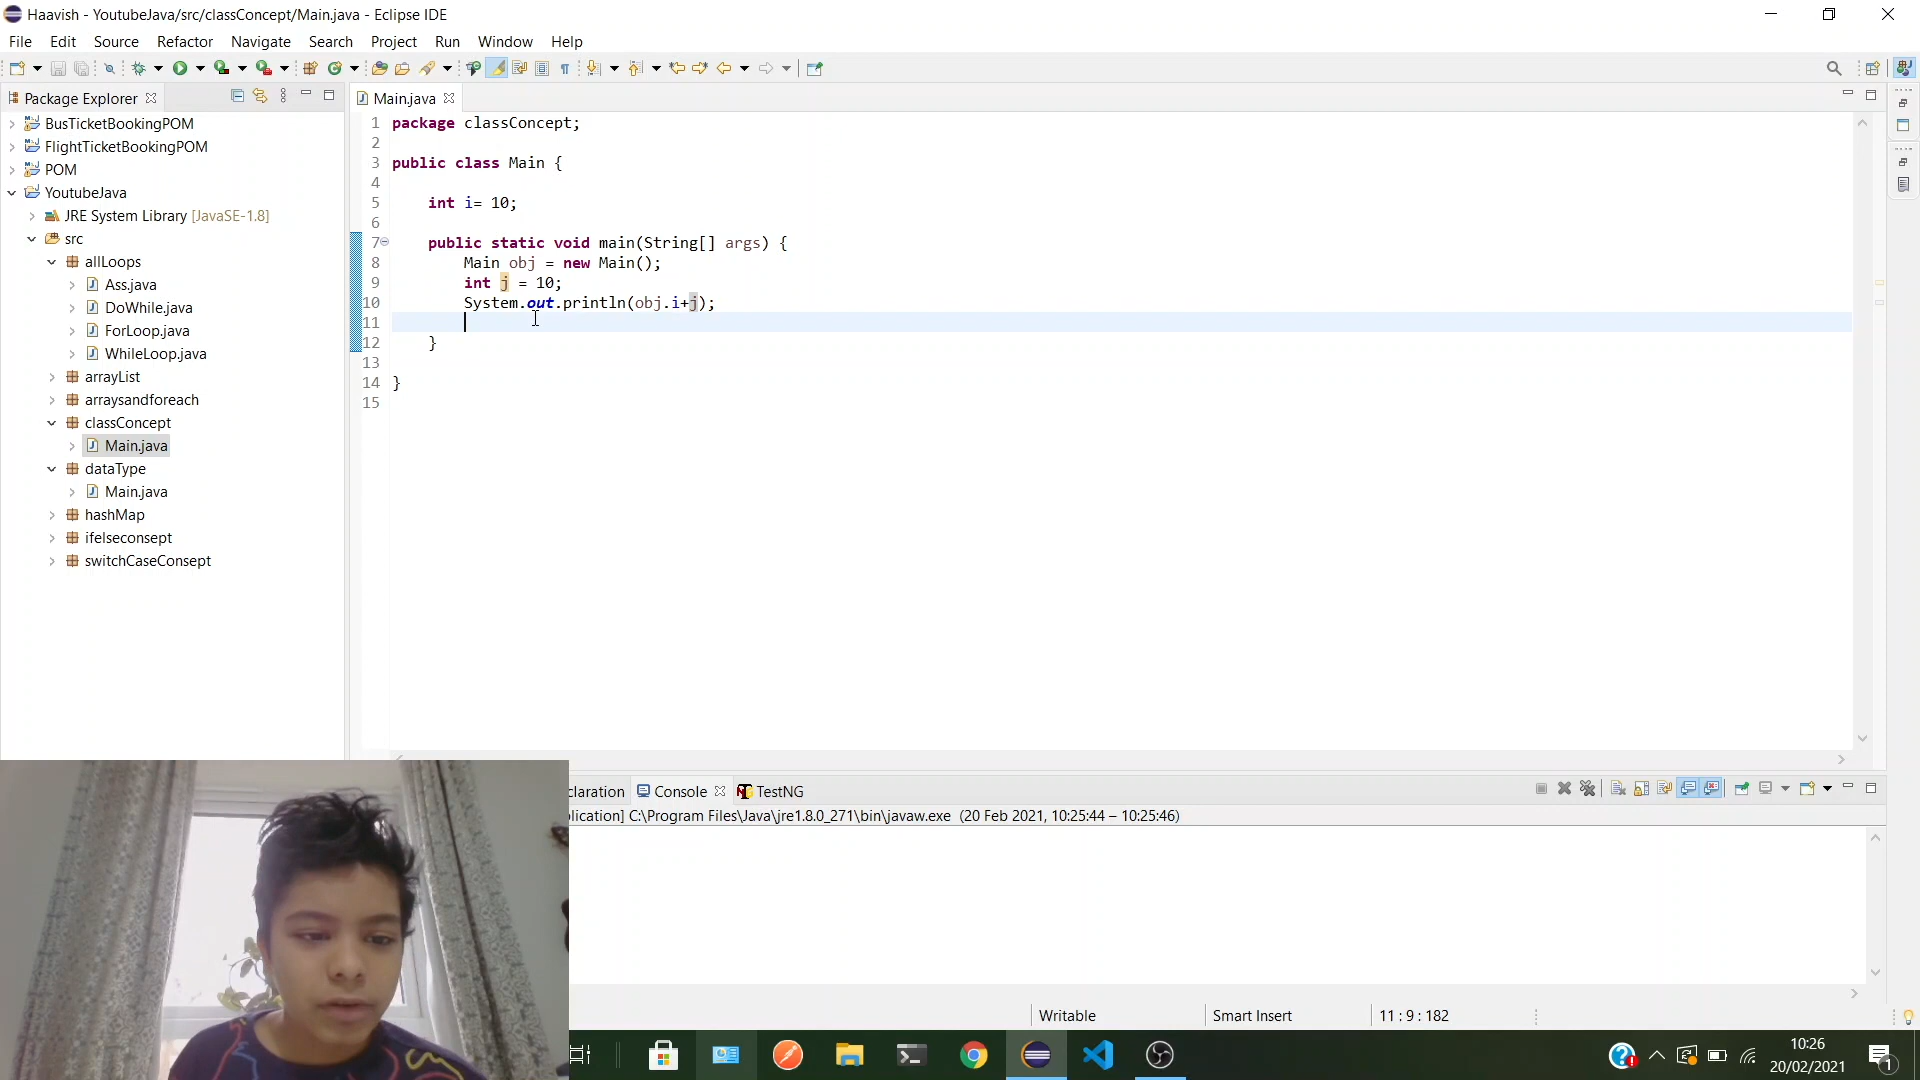 Haavish - YoutubeJava/src/classConcept/Main.java - Eclipse IDE
File Edit Source Refactor Navigate Search Project Run Window Help
Package Explorer
BusTicketBookingPOM
FlightTicketBookingPOM
POM
YoutubeJava
JRE System Library [JavaSE-1.8]
src
allLoops
Ass.java
DoWhile.java
ForLoop.java
WhileLoop.java
arrayList
arraysandforeach
classConcept
Main.java
dataType
Main.java
hashMap
ifelseconsept
switchCaseConsept
Main.java
1 package classConcept;
2
3 public class Main {
4
5 int i= 10;
6
7 public static void main(String[] args) {
8 Main obj = new Main();
9 int j = 10;
10 System.out.println(obj.i+j);
11
12 }
13
14 }
15
claration Console TestNG
lication] C:\Program Files\Java\jre1.8.0_271\bin\javaw.exe (20 Feb 2021, 10:25:44 – 10:25:46)
Writable Smart Insert 11 : 9 : 182
10:26
20/02/2021
1